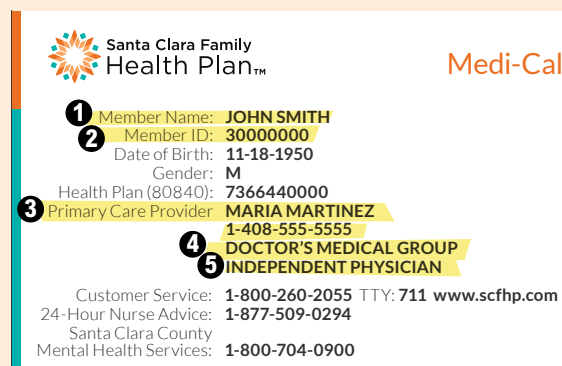 Santa Clara Family
Health Plan™
Medi-Cal
1 Member Name: JOHN SMITH
2 Member ID: 30000000
Date of Birth: 11-18-1950
Gender: M
Health Plan (80840): 7366440000
3 Primary Care Provider MARIA MARTINEZ
1-408-555-5555
4 DOCTOR'S MEDICAL GROUP
5 INDEPENDENT PHYSICIAN
Customer Service: 1-800-260-2055 TTY: 711 www.scfhp.com
24-Hour Nurse Advice: 1-877-509-0294
Santa Clara County
Mental Health Services: 1-800-704-0900